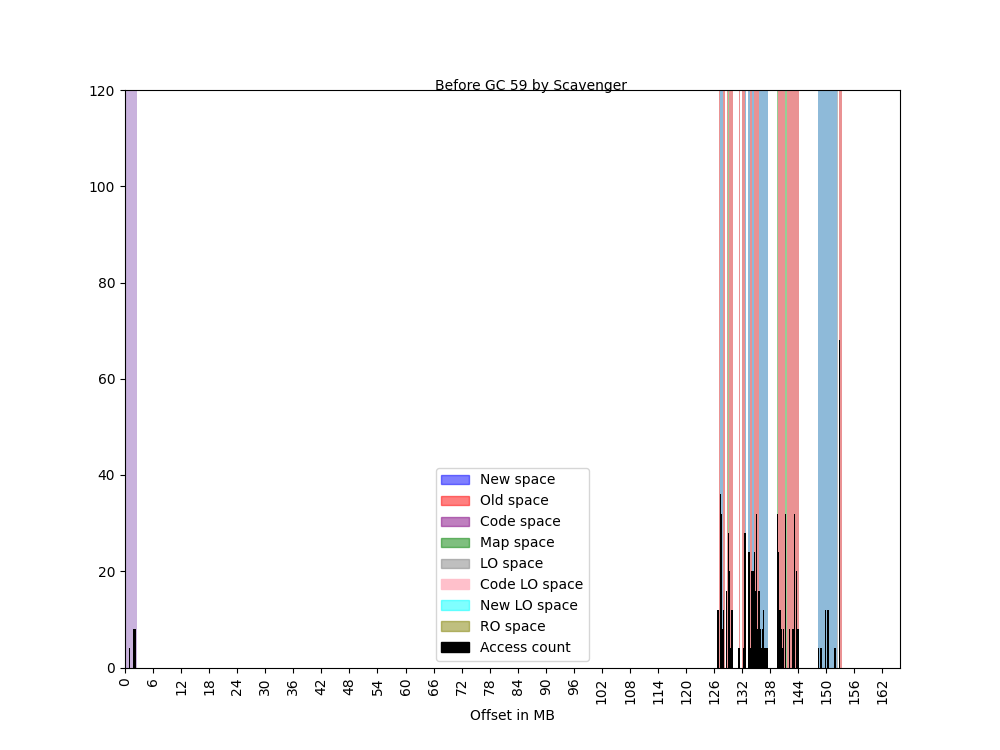 Before GC 59 by Scavenger
120
100
80
60
40
20
0
New space
Old space
Code space
Map space
LO space
Code LO space
New LO space
RO space
Access count
0 6 12 18 24 30 36 42 48 54 60 66 72 78 84 90 96 102 108 114 120 126 132 138 144 150 156 162
Offset in MB